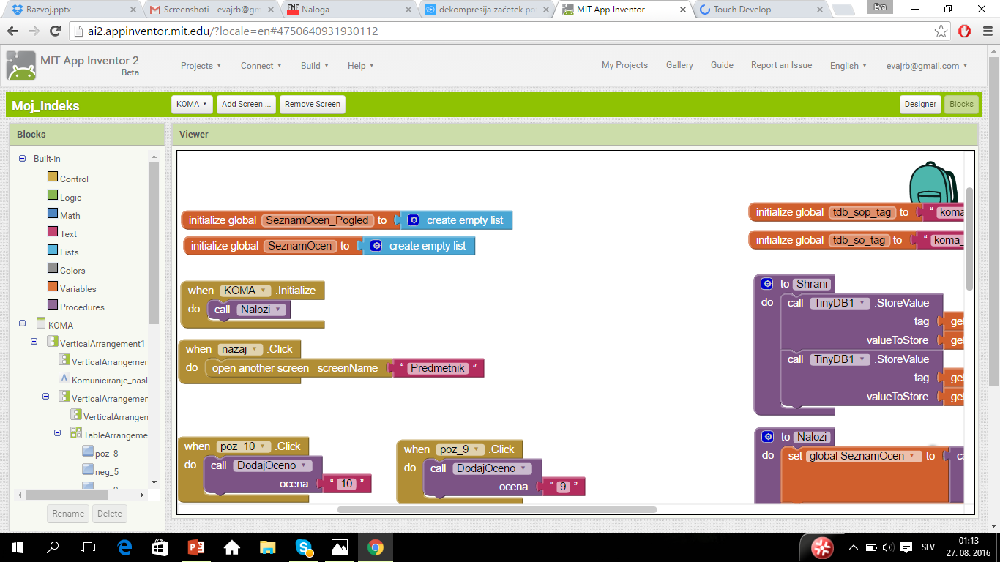 Razvoj.pptx
Screenshoti - evajrb@gm
FMF Naloga
dekompresija začetek po
MIT App Inventor
Touch Develop
Eva
ai2.appinventor.mit.edu/?locale=en#4750640931930112
MIT App Inventor 2
Beta
Projects
Connect
Build
Help
My Projects
Gallery
Guide
Report an Issue
English
evajrb@gmail.com
Moj_Indeks
KOMA
Add Screen ...
Remove Screen
Designer
Blocks
Blocks
Built-in
Control
Logic
Math
Text
Lists
Colors
Variables
Procedures
KOMA
VerticalArrangement1
VerticalArrangemer
A Komuniciranje_nasl
VerticalArrangemer
VerticalArrangen
TableArrangeme
poz_8
neg_5
Rename
Delete
Viewer
initialize global SeznamOcen_Pogled to create empty list
initialize global SeznamOcen to create empty list
when KOMA .Initialize
do call Nalozi
when nazaj .Click
do open another screen screenName " Predmetnik "
when poz_10 .Click
do call DodajOceno
ocena " 10 "
when poz_9 .Click
do call DodajOceno
ocena " 9 "
initialize global tdb_sop_tag to " koma
initialize global tdb_so_tag to " koma_
to Shrani
do call TinyDB1 .StoreValue
tag get
valueToStore get
call TinyDB1 .StoreValue
tag get
valueToStore get
to Nalozi
do set global SeznamOcen to ca
1
SLV
01:13
27. 08. 2016